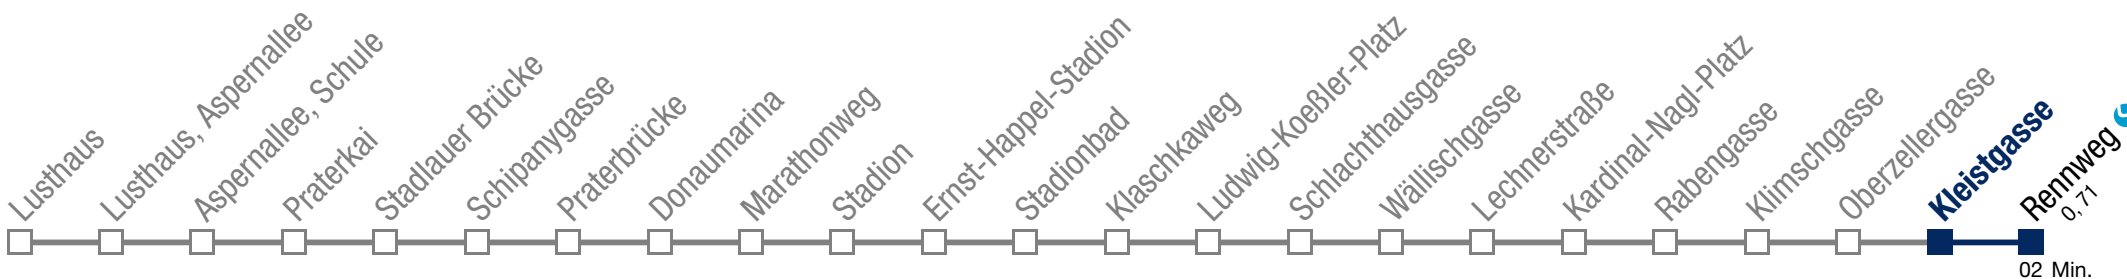 Lusthaus
Lusthaus, Aspernallee
Aspernallee, Schule
Praterkai
Stadlauer Brücke
Schipanygasse
Praterbrücke
Donaumarina
Marathonweg
Stadion
Ernst-Happel-Stadion
Stadionbad
Klaschkaweg
Ludwig-Koeßler-Platz
Schlachthausgasse
Wällischgasse
Lechnerstraße
Kardinal-Nagl-Platz
Rabengasse
Klimschgasse
Oberzellergasse
Kleistgasse
Rennweg
0, 71
02 Min.